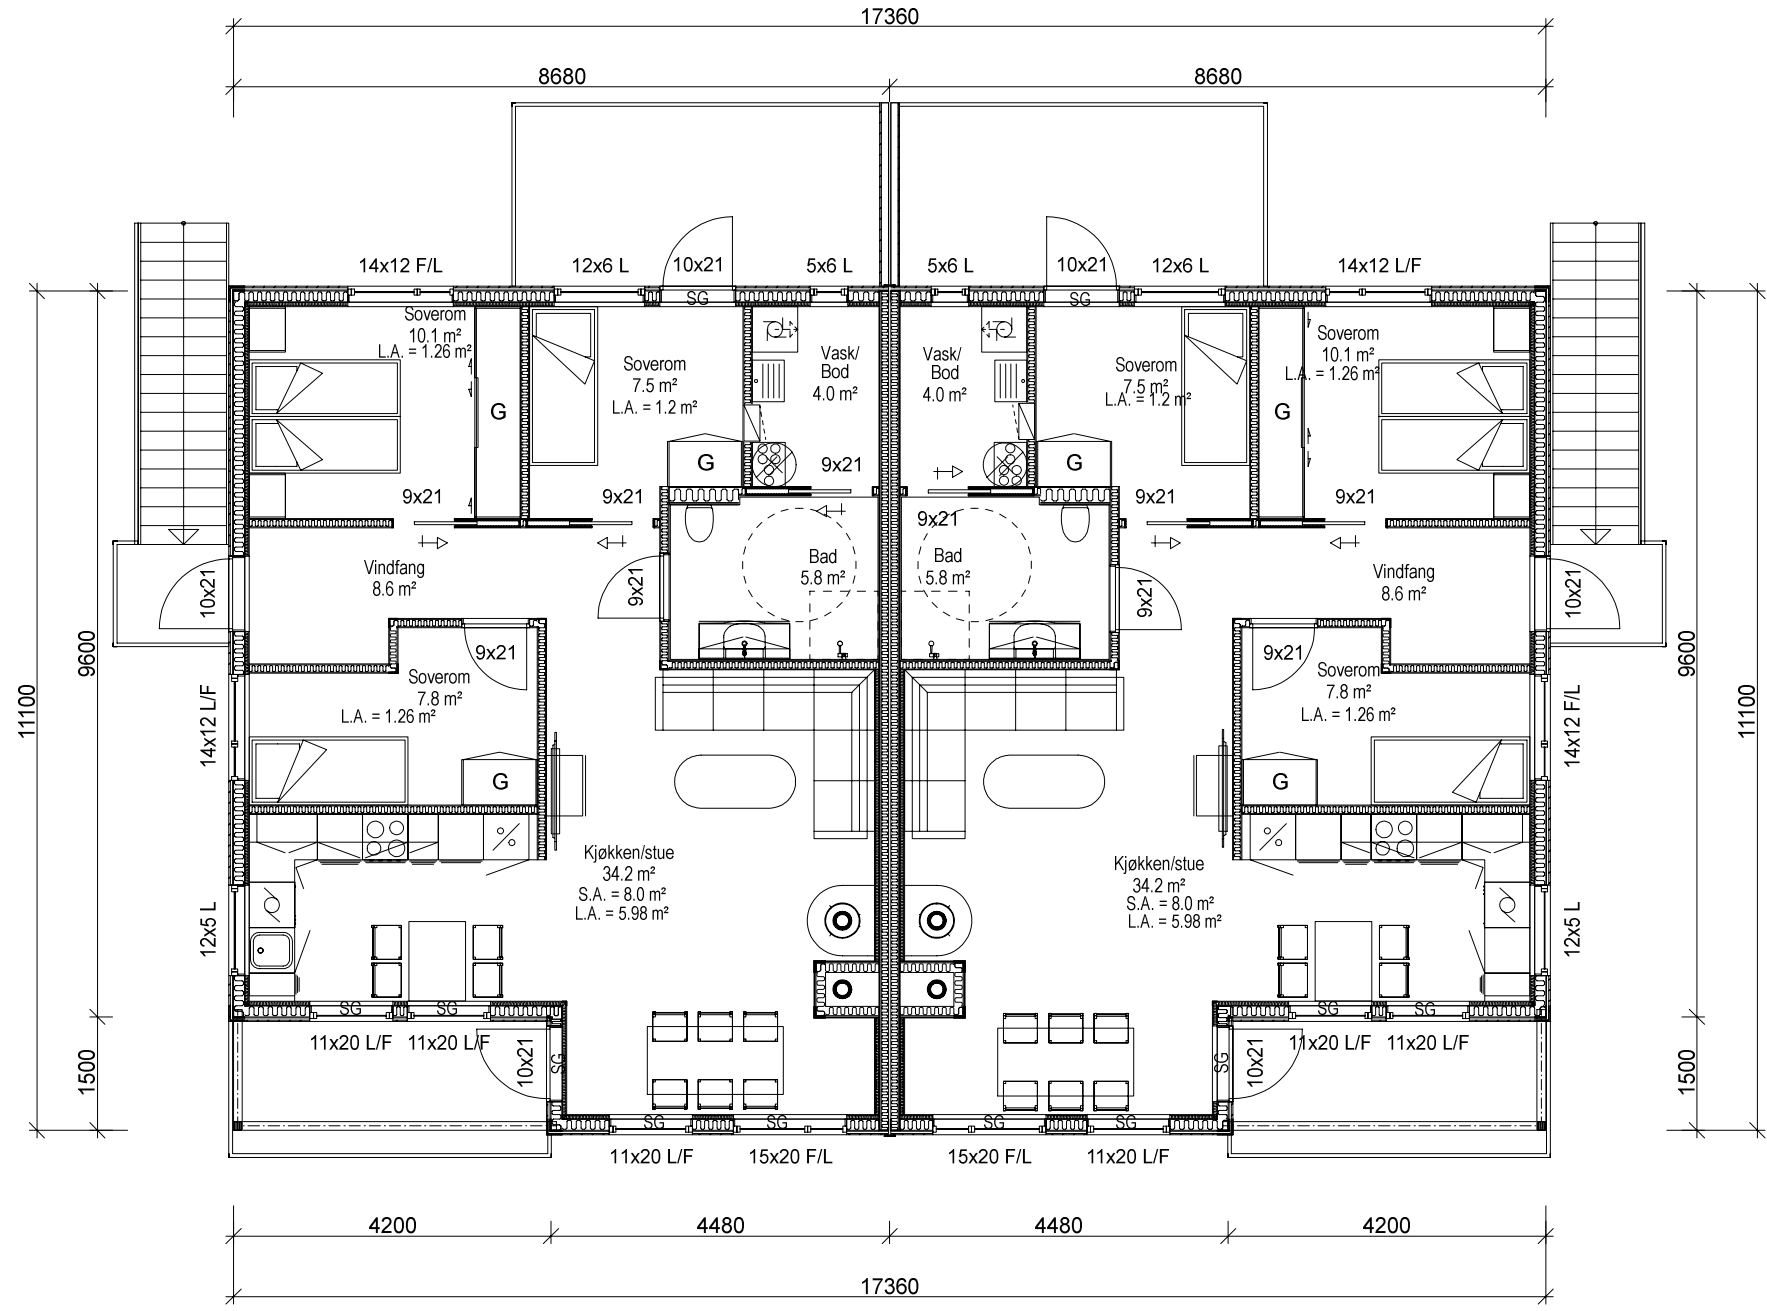 17360
8680
8680
14x12 F/L
12x6 L
10x21
5x6 L
5x6 L
10x21
12x6 L
14x12 L/F
SG
SG
Soverom
10.1 m²
L.A. = 1.26 m²
G
Soverom
7.5 m²
L.A. = 1.2 m²
G
Vask/
Bod
4.0 m²
9x21
Vask/
Bod
4.0 m²
Soverom
7.5 m²
L.A. = 1.2 m²
G
G
Soverom
10.1 m²
L.A. = 1.26 m²
9x21
9x21
9x21
9x21
9x21
10x21
Vindfang
8.6 m²
9x21
Bad
5.8 m²
Bad
5.8 m²
9x21
Vindfang
8.6 m²
10x21
11100
9600
9600
11100
9x21
Soverom
7.8 m²
L.A. = 1.26 m²
G
9x21
Soverom
7.8 m²
L.A. = 1.26 m²
G
14x12 L/F
14x12 F/L
Kjøkken/stue
34.2 m²
S.A. = 8.0 m²
L.A. = 5.98 m²
Kjøkken/stue
34.2 m²
S.A. = 8.0 m²
L.A. = 5.98 m²
12x5 L
12x5 L
SG
SG
SG
SG
11x20 L/F
11x20 L/F
10x21
SG
SG
10x21
11x20 L/F
11x20 L/F
1500
1500
SG
SG
SG
SG
11x20 L/F
15x20 F/L
15x20 F/L
11x20 L/F
4200
4480
4480
4200
17360